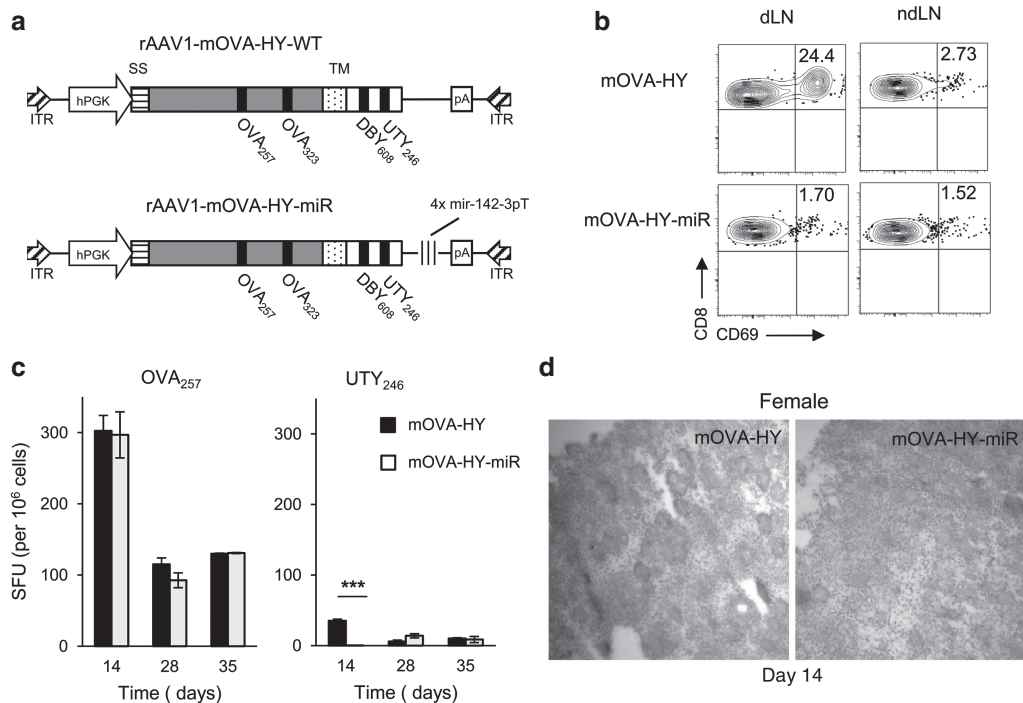 a
rAAV1-mOVA-HY-WT
SS
TM
hPGK
pA
ITR
ITR
OVA257
OVA323
DBY608
UTY246
rAAV1-mOVA-HY-miR
4x mir-142-3pT
hPGK
pA
ITR
ITR
OVA257
OVA323
DBY608
UTY246
b
dLN
ndLN
mOVA-HY
24.4
2.73
mOVA-HY-miR
1.70
1.52
CD8
CD69
c
OVA257
UTY246
SFU (per 10⁶ cells)
300
200
100
0
14
28
35
Time ( days)
300
200
100
0
***
14
28
35
Time ( days)
mOVA-HY
mOVA-HY-miR
d
Female
mOVA-HY
mOVA-HY-miR
Day 14